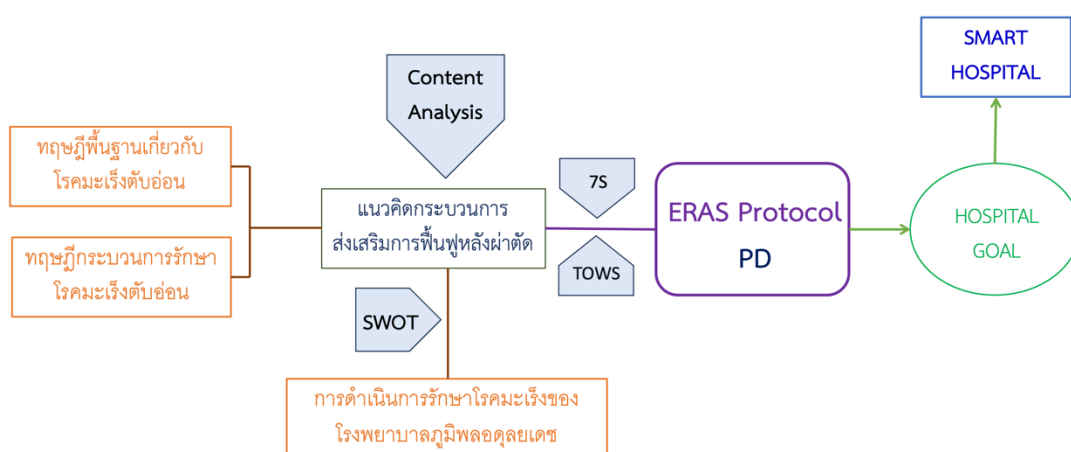 SMART
HOSPITAL
Content
Analysis
ทฤษฎีพื้นฐานเกี่ยวกับ
โรคมะเร็งตับอ่อน
ทฤษฎีกระบวนการรักษา
โรคมะเร็งตับอ่อน
แนวคิดกระบวนการ
ส่งเสริมการฟื้นฟูหลังผ่าตัด
7S
TOWS
ERAS Protocol
PD
HOSPITAL
GOAL
SWOT
การดำเนินการรักษาโรคมะเร็งของ
โรงพยาบาลภูมิพลอดุลยเดช